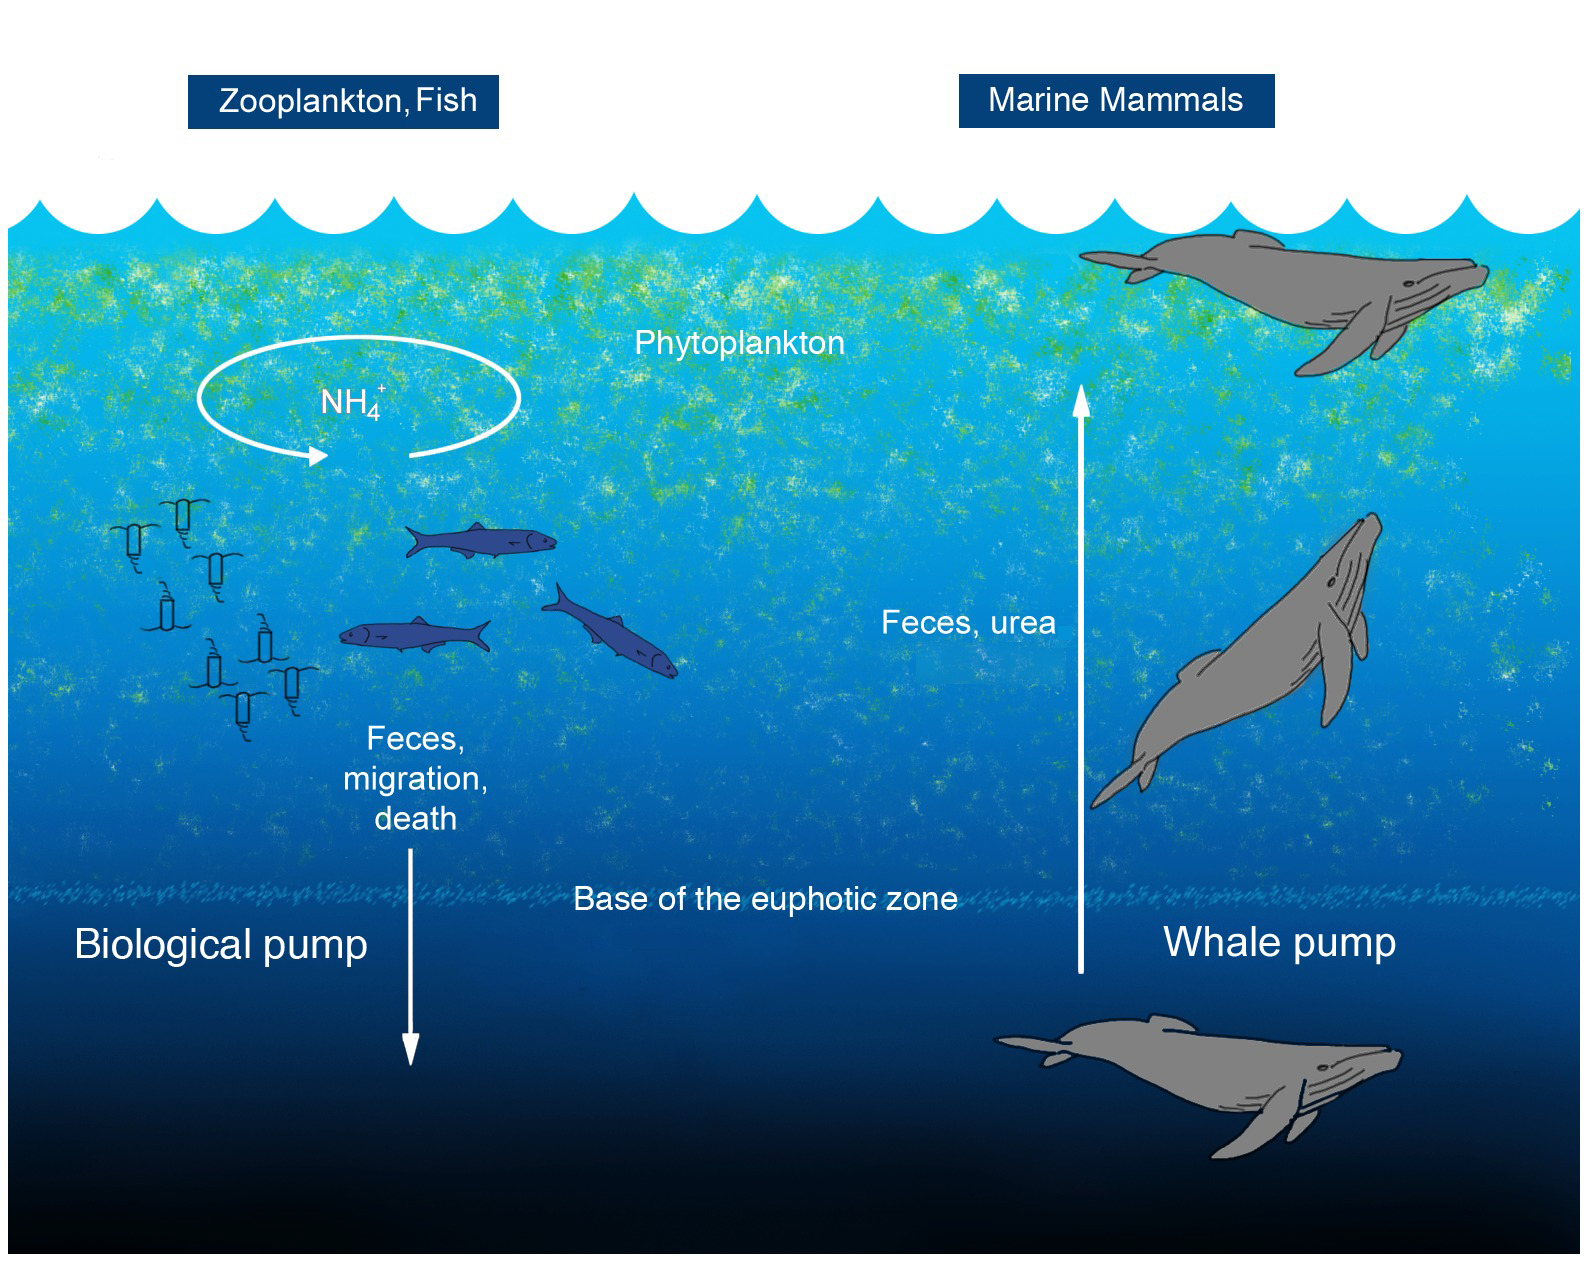 Zooplankton, Fish
Marine Mammals
Phytoplankton
NH₄⁺
Feces, urea
Feces,
migration,
death
Base of the euphotic zone
Biological pump
Whale pump